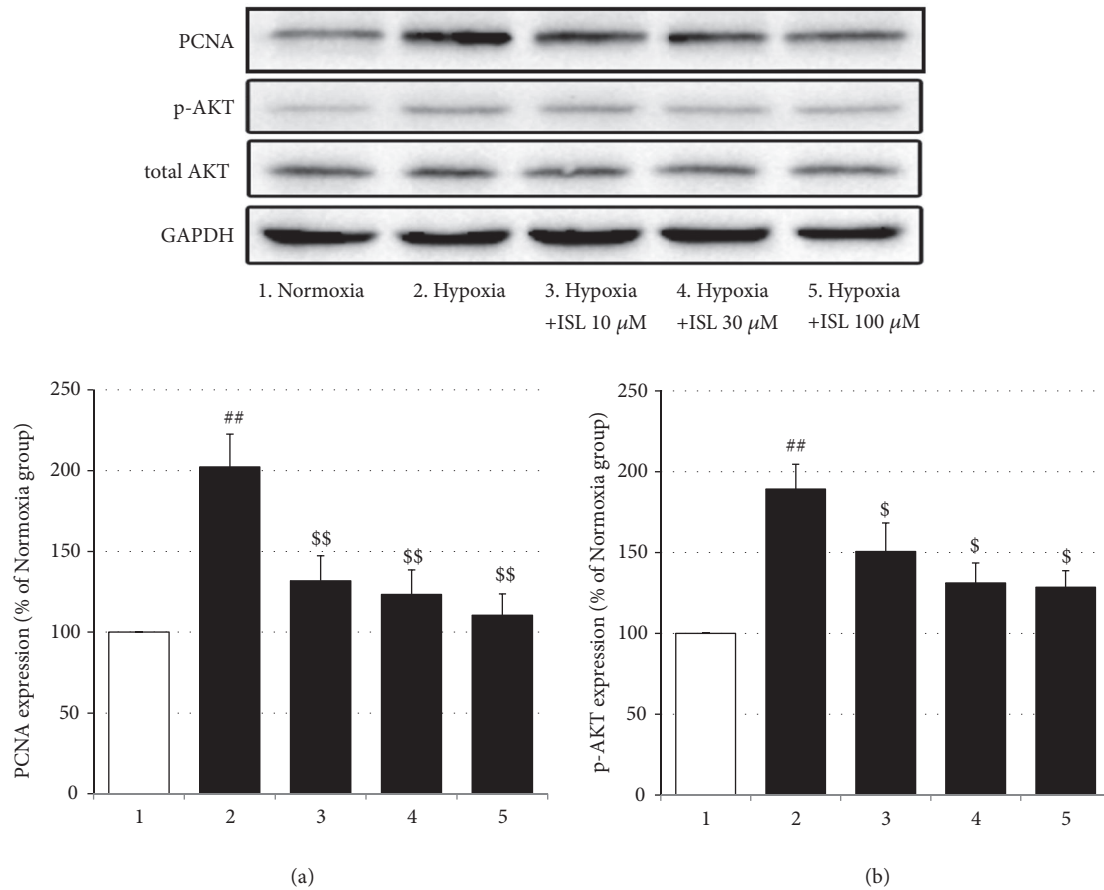 PCNA
p-AKT
total AKT
GAPDH
1. Normoxia
2. Hypoxia
3. Hypoxia
+ISL 10 μM
4. Hypoxia
+ISL 30 μM
5. Hypoxia
+ISL 100 μM
PCNA expression (% of Normoxia group)
250
200
150
100
50
0
##
$$
$$
$$
1 2 3 4 5
(a)
p-AKT expression (% of Normoxia group)
250
200
150
100
50
0
##
$
$
$
1 2 3 4 5
(b)